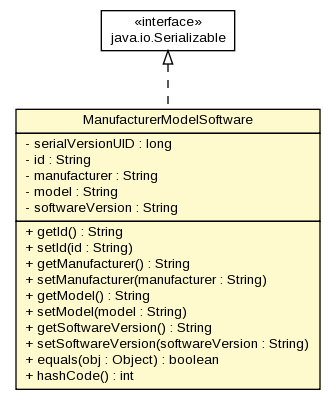 «interface»
java.io.Serializable
ManufacturerModelSoftware
- serialVersionUID : long
- id : String
- manufacturer : String
- model : String
- softwareVersion : String
+ getId() : String
+ setId(id : String)
+ getManufacturer() : String
+ setManufacturer(manufacturer : String)
+ getModel() : String
+ setModel(model : String)
+ getSoftwareVersion() : String
+ setSoftwareVersion(softwareVersion : String)
+ equals(obj : Object) : boolean
+ hashCode() : int